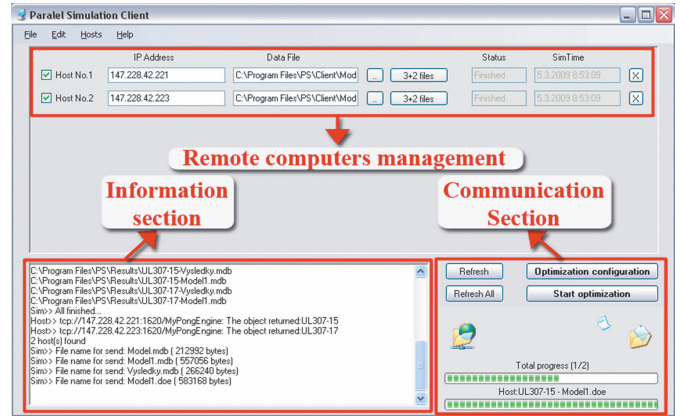 Paralel Simulation Client
File Edit Hosts Help
IP Address Data File Status SimTime
Host No.1 147.228.42.221 C:\Program Files\PS\Client\Mod .. 3+2 files Finished 5.3.2009 8:53:09 X
Host No.2 147.228.42.223 C:\Program Files\PS\Client\Mod .. 3+2 files Finished 5.3.2009 8:53:09 X
Remote computers management
Information
section
Communication
Section
C:\Program Files\PS\Results\UL307-15-Vysledky.mdb
C:\Program Files\PS\Results\UL307-15-Model1.mdb
C:\Program Files\PS\Results\UL307-17-Vysledky.mdb
C:\Program Files\PS\Results\UL307-17-Model1.mdb
Sim>> All finished...
Host>> tcp://147.228.42.221:1620/MyPongEngine: The object returned:UL307-15
Host>> tcp://147.228.42.223:1620/MyPongEngine: The object returned:UL307-17
2 host(s) found
Sim>> File name for send: Model.mdb ( 212992 bytes)
Sim>> File name for send: Model1.mdb ( 557056 bytes)
Sim>> File name for send: Vysledky.mdb ( 266240 bytes)
Sim>> File name for send: Model1.doe ( 583168 bytes)
Refresh Optimization configuration
Refresh All Start optimization
Total progress (1/2)
Host:UL307-15 - Model1.doe